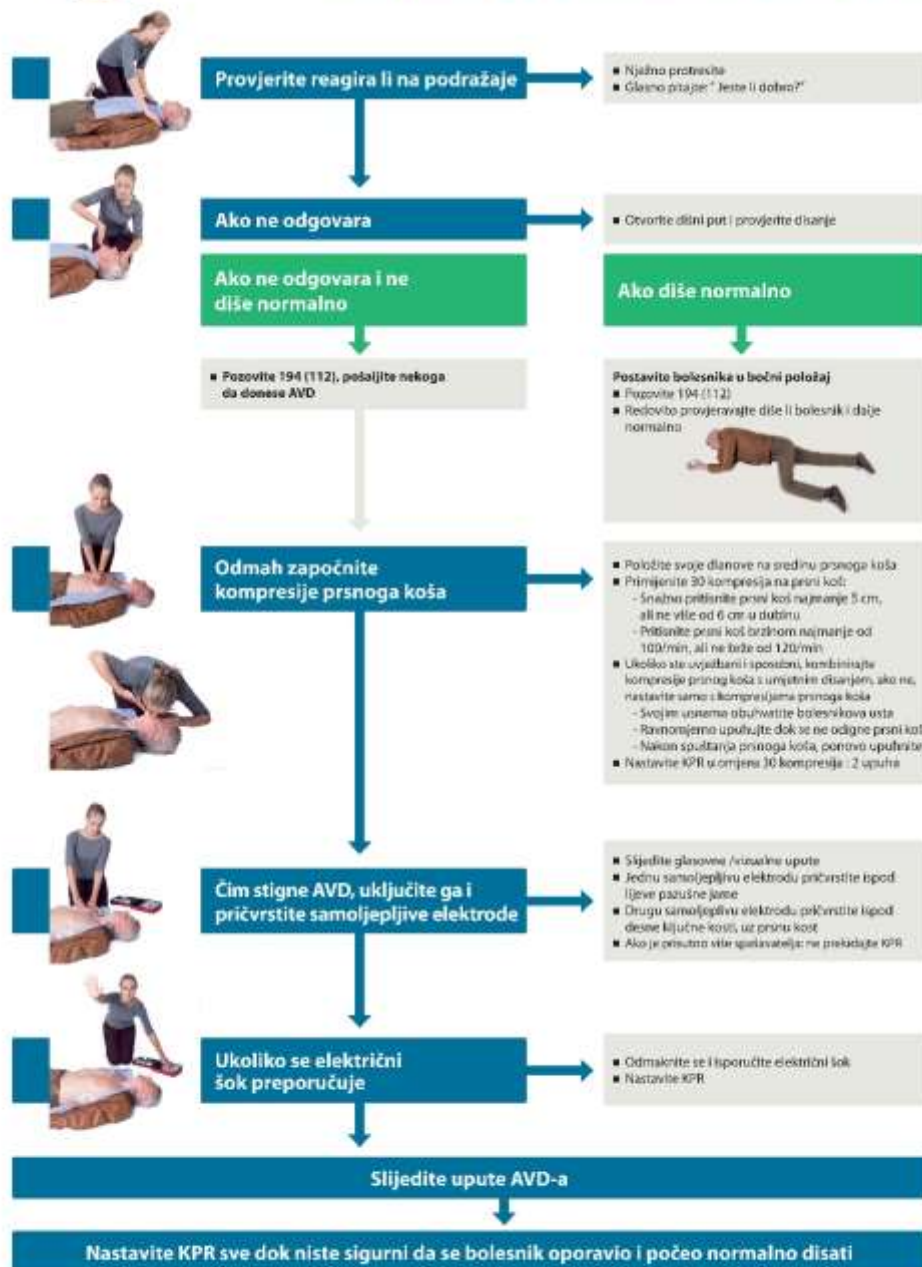 Provjerite reagira li na podražaje
■ Nježno protresite
■ Glasno pitajte: "Jeste li dobro?"
Ako ne odgovara
■ Otvorite dišni put i provjerite disanje
Ako ne odgovara i ne
diše normalno
Ako diše normalno
■ Pozovite 194 (112), pošaljite nekoga
da donese AVD
Postavite bolesnika u bočni položaj
■ Pozovite 194 (112)
■ Redovito provjeravajte diše li bolesnik i dalje
normalno
Odmah započnite
kompresije prsnoga koša
■ Položite svoje dlanove na sredinu prsnoga koša
■ Primijenite 30 kompresija na prsni koš:
- Snažno pritisnite prsni koš najmanje 5 cm,
ali ne više od 6 cm u dubinu
- Pritisnite prsni koš brzinom najmanje od
100/min, ali ne brže od 120/min
■ Ukoliko ste uvježbani i sposobni, kombinirajte
kompresije prsnog koša s umjetnim disanjem, ako ne,
nastavite samo s kompresijama prsnoga koša
- Svojim usnama obuhvatite bolesnikova usta
- Ravnomjerno upuhujte dok se ne odigne prsni koš
- Nakon spuštanja prsnoga koša, ponovo upuhnite
■ Nastavite KPR u omjeru 30 kompresija : 2 upuha
Čim stigne AVD, uključite ga i
pričvrstite samoljepljive elektrode
■ Slijedite glasovne /vizualne upute
■ Jednu samoljepljivu elektrodu pričvrstite ispod
lijeve pazušne jame
■ Drugu samoljeplivu elektrodu pričvrstite ispod
desne ključne kosti, uz prsnu kost
■ Ako je prisutno više spašavatelja: ne prekidajte KPR
Ukoliko se električni
šok preporučuje
■ Odmaknite se i isporučite električni šok
■ Nastavite KPR
Slijedite upute AVD-a
Nastavite KPR sve dok niste sigurni da se bolesnik oporavio i počeo normalno disati